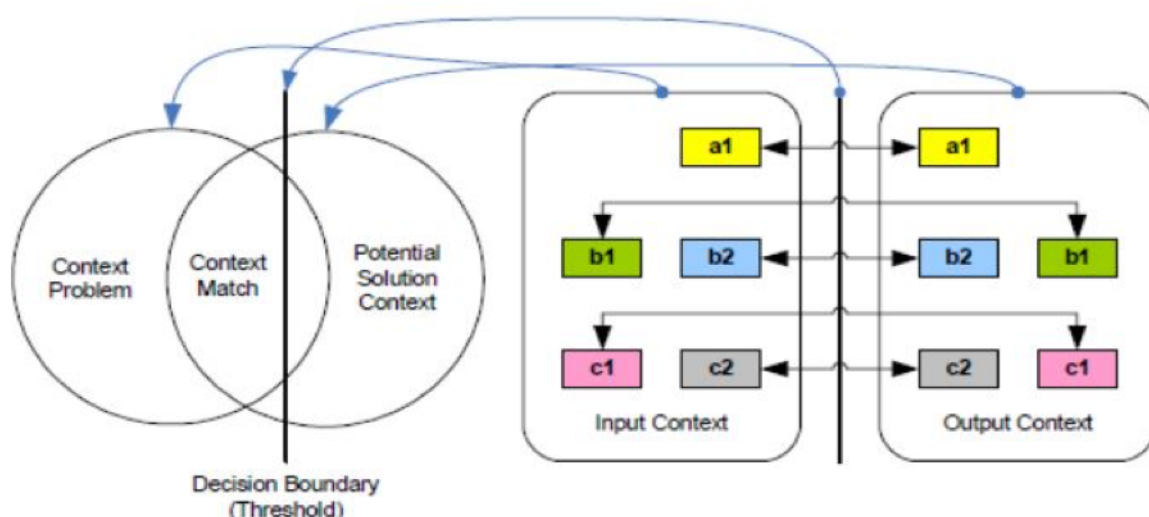 a1
a1
b1
b2
b2
b1
c1
c2
c2
c1
Input Context
Output Context
Context
Problem
Context
Match
Potential
Solution
Context
Decision Boundary
(Threshold)